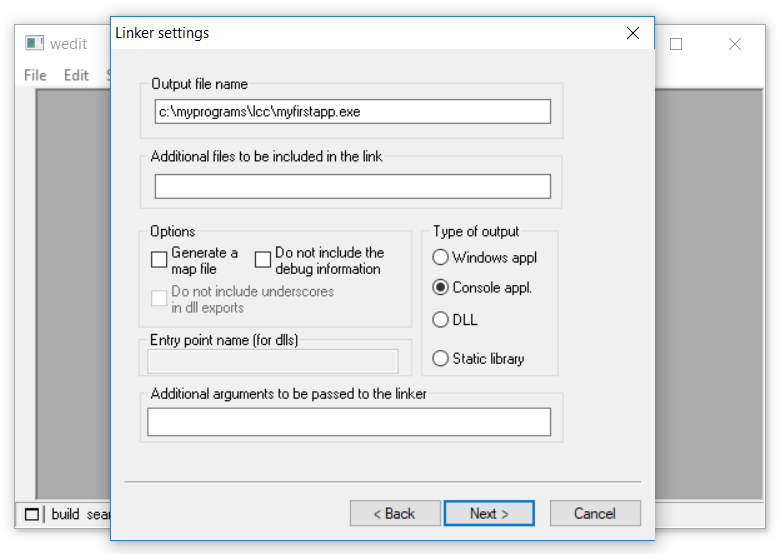 Linker settings
wedit
File Edit
Output file name
c:\myprograms\lcc\myfirstapp.exe
Additional files to be included in the link
Options
Generate a
map file
Do not include the
debug information
Do not include underscores
in dll exports
Type of output
Windows appl
Console appl.
DLL
Static library
Entry point name (for dlls)
Additional arguments to be passed to the linker
< Back
Next >
Cancel
build sear